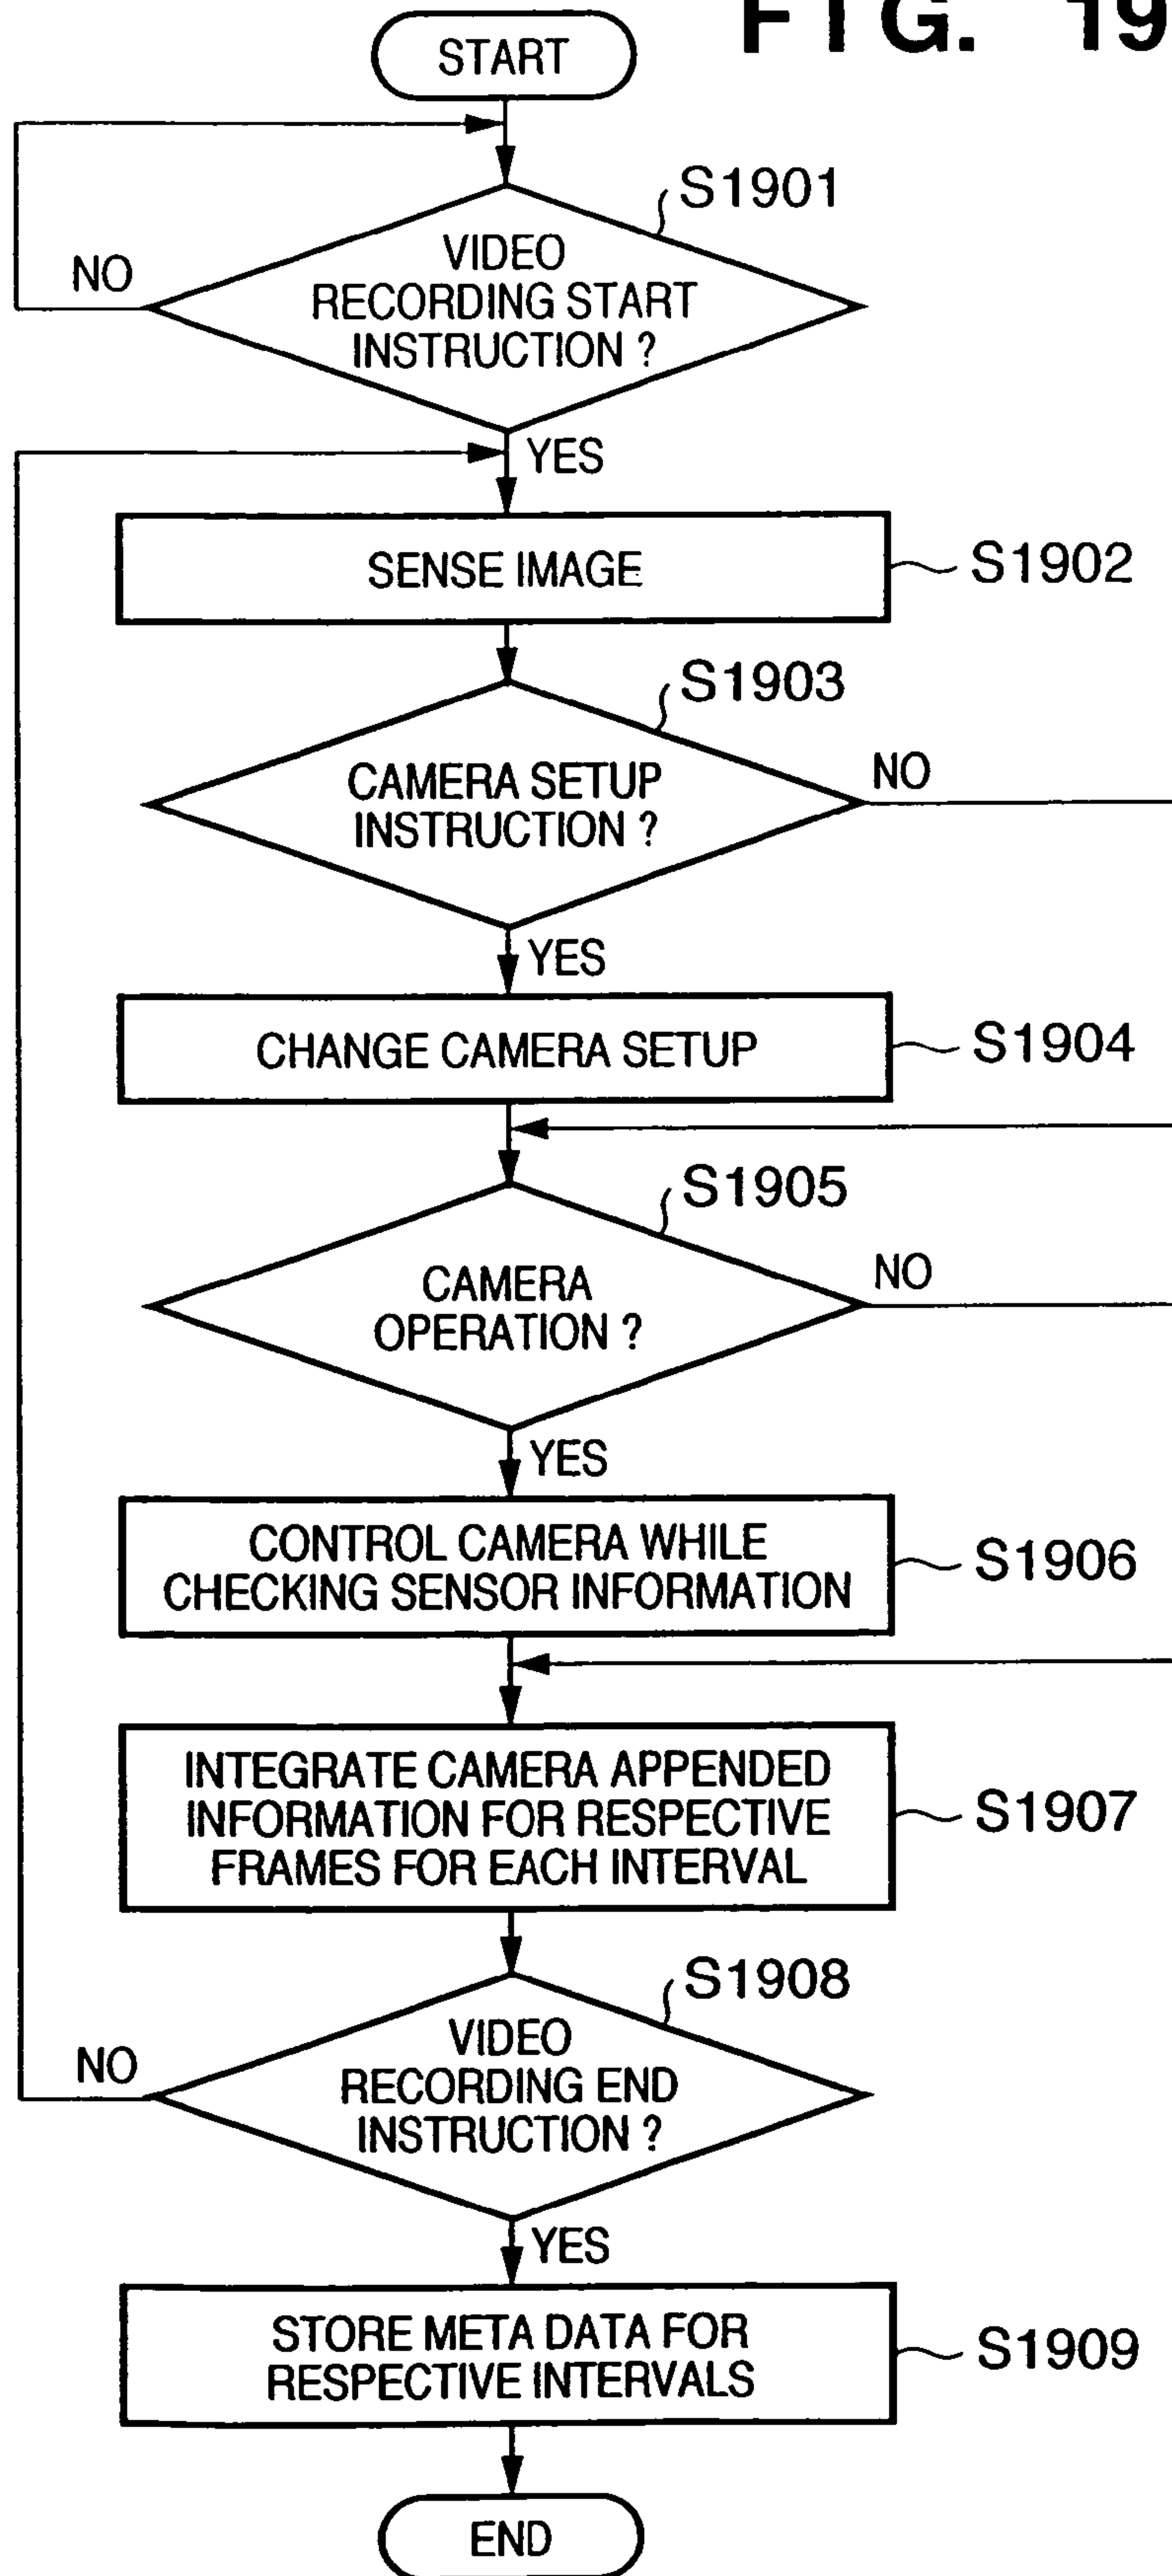 FIG. 19
START
S1901
VIDEO
RECORDING START
INSTRUCTION ?
NO
YES
SENSE IMAGE
S1902
S1903
CAMERA SETUP
INSTRUCTION ?
NO
YES
CHANGE CAMERA SETUP
S1904
S1905
CAMERA
OPERATION ?
NO
YES
CONTROL CAMERA WHILE
CHECKING SENSOR INFORMATION
S1906
INTEGRATE CAMERA APPENDED
INFORMATION FOR RESPECTIVE
FRAMES FOR EACH INTERVAL
S1907
S1908
VIDEO
RECORDING END
INSTRUCTION ?
NO
YES
STORE META DATA FOR
RESPECTIVE INTERVALS
S1909
END